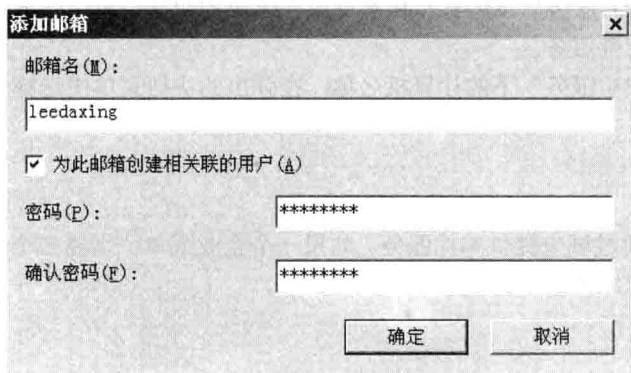 添加邮箱
邮箱名(M):
leedaxing
为此邮箱创建相关联的用户(A)
密码(P): ********
确认密码(F): ********
确定 取消